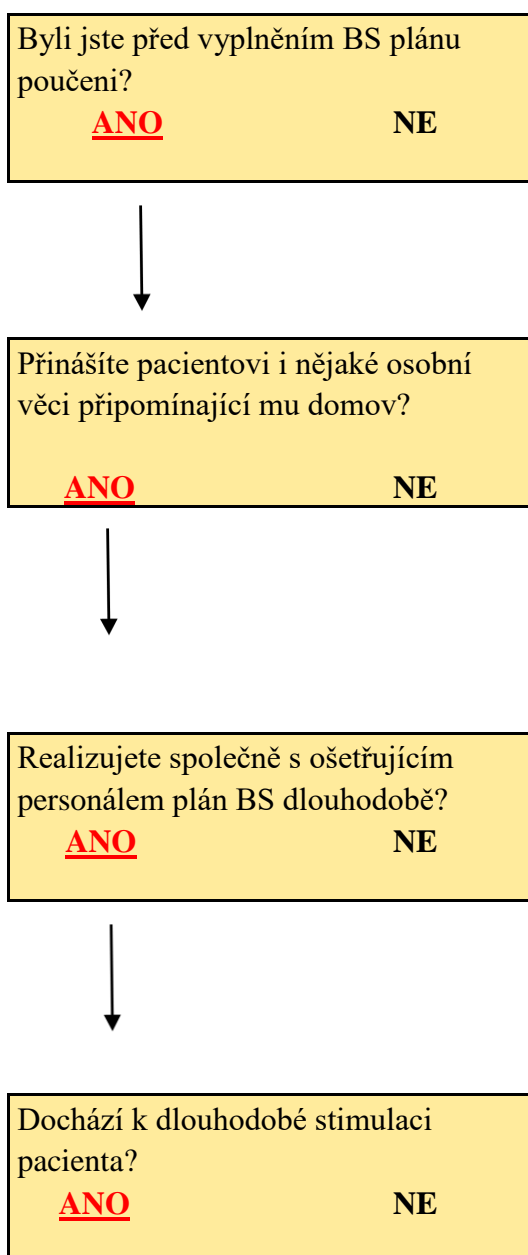 Byli jste před vyplněním BS plánu
poučeni?
ANO NE
Přinášíte pacientovi i nějaké osobní
věci připomínající mu domov?
ANO NE
Realizujete společně s ošetřujícím
personálem plán BS dlouhodobě?
ANO NE
Dochází k dlouhodobé stimulaci
pacienta?
ANO NE